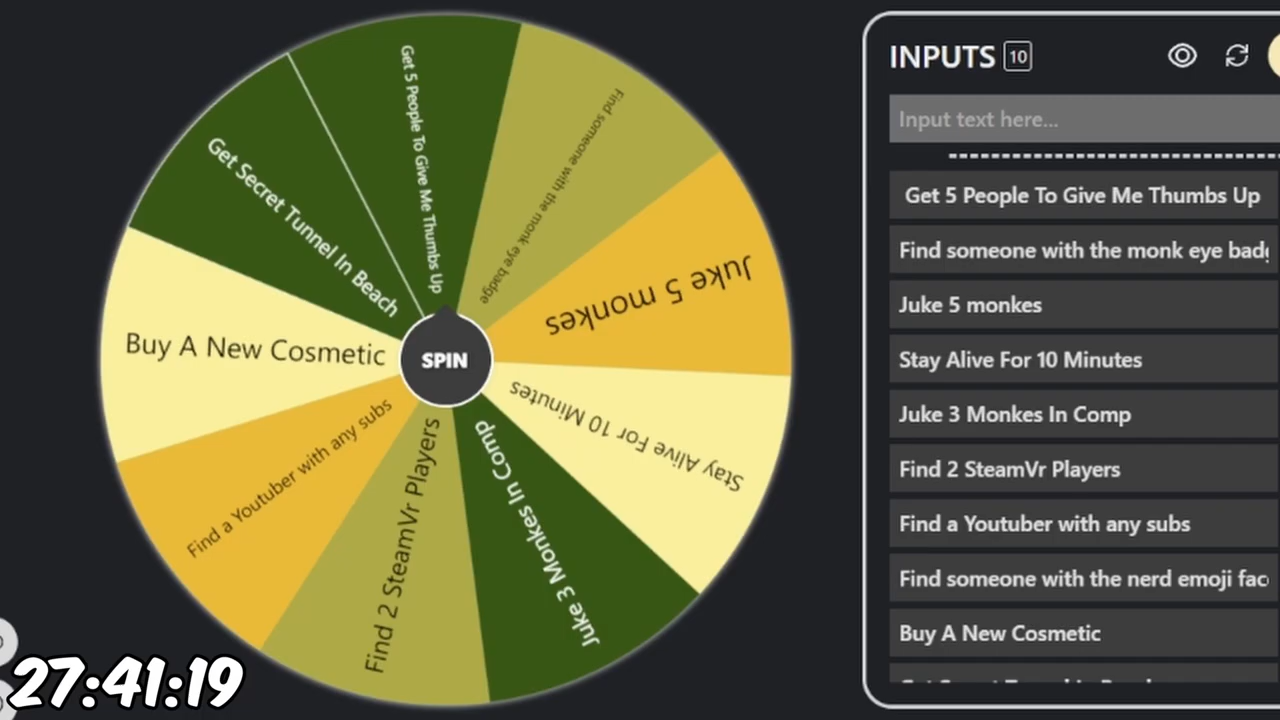 Get 5 People To Give Me Thumbs Up
Find someone with the monk eye badge
Juke 5 monkes
Stay Alive For 10 Minutes
Juke 3 Monkes In Comp
Find 2 SteamVr Players
Find a Youtuber with any subs
Buy A New Cosmetic
Get Secret Tunnel In Beach
SPIN
27:41:19
INPUTS 10
Input text here...
Get 5 People To Give Me Thumbs Up
Find someone with the monk eye badg
Juke 5 monkes
Stay Alive For 10 Minutes
Juke 3 Monkes In Comp
Find 2 SteamVr Players
Find a Youtuber with any subs
Find someone with the nerd emoji fac
Buy A New Cosmetic